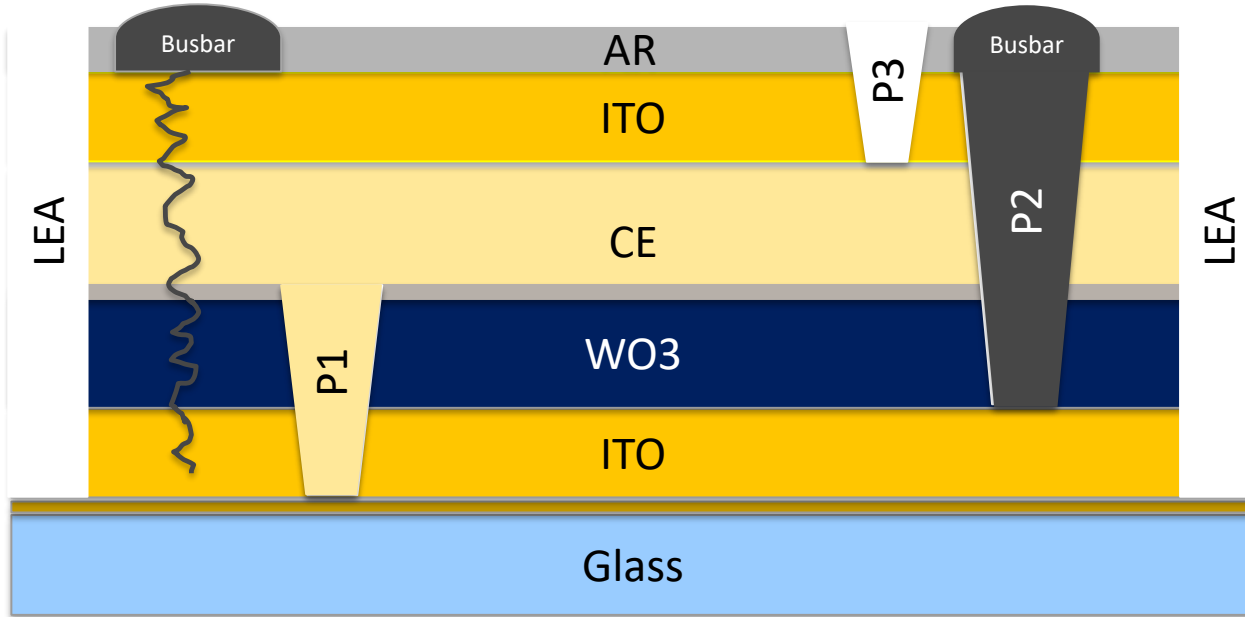 Busbar
AR
Busbar
P3
ITO
P2
LEA
CE
LEA
P1
WO3
ITO
Glass